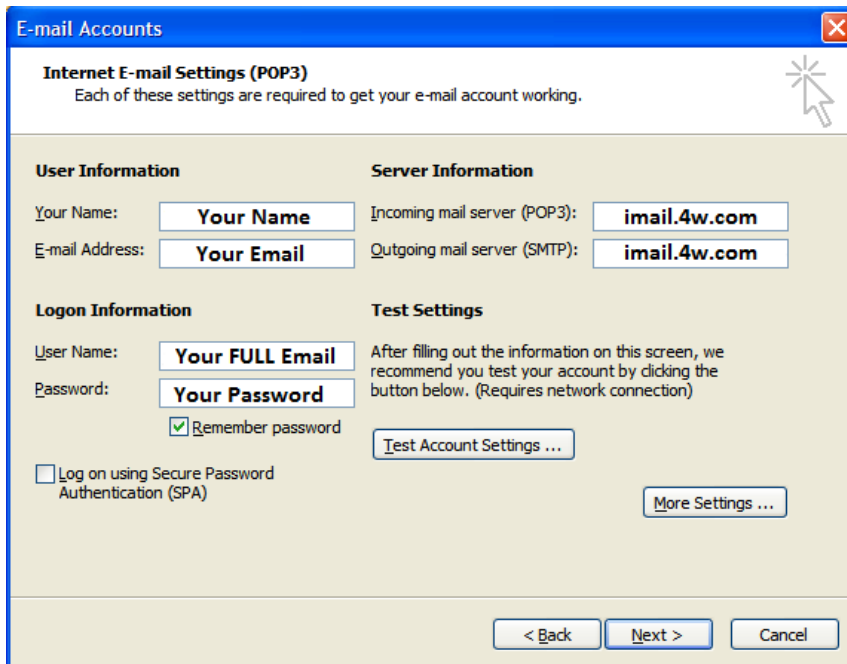 E-mail Accounts
Internet E-mail Settings (POP3)
Each of these settings are required to get your e-mail account working.
User Information
Your Name: Your Name
E-mail Address: Your Email
Server Information
Incoming mail server (POP3): imail.4w.com
Outgoing mail server (SMTP): imail.4w.com
Logon Information
User Name: Your FULL Email
Password: Your Password
Remember password
Log on using Secure Password
Authentication (SPA)
Test Settings
After filling out the information on this screen, we
recommend you test your account by clicking the
button below. (Requires network connection)
Test Account Settings ...
More Settings ...
< Back
Next >
Cancel